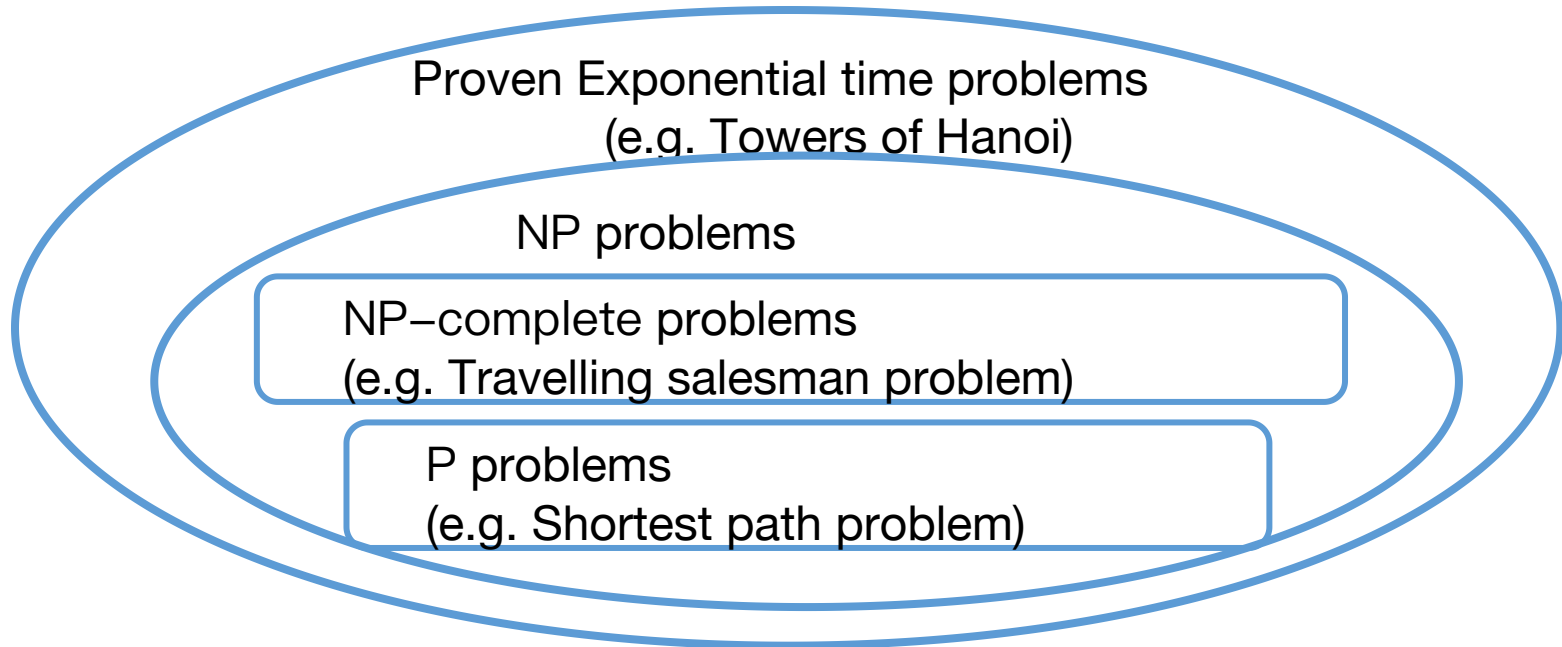 Proven Exponential time problems
(e.g. Towers of Hanoi)
NP problems
NP–complete problems
(e.g. Travelling salesman problem)
P problems
(e.g. Shortest path problem)